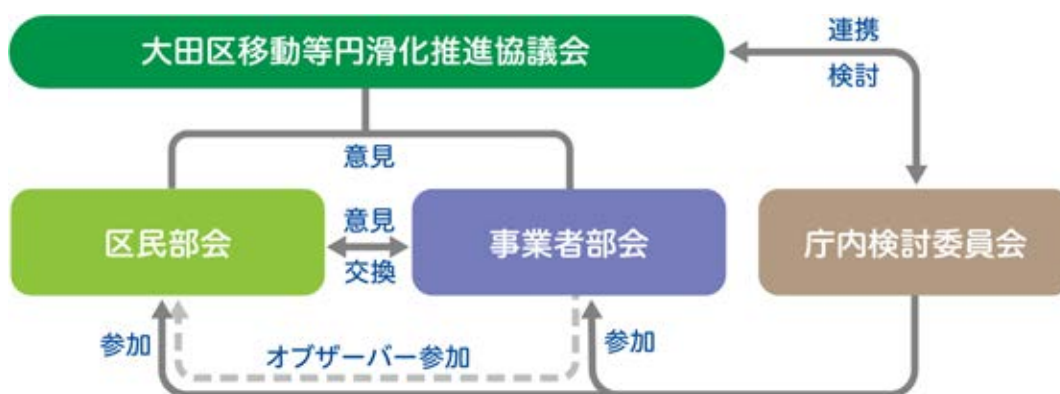 大田区移動等円滑化推進協議会
連携
検討
意見
区民部会
意見
交換
事業者部会
庁内検討委員会
参加
オブザーバー参加
参加